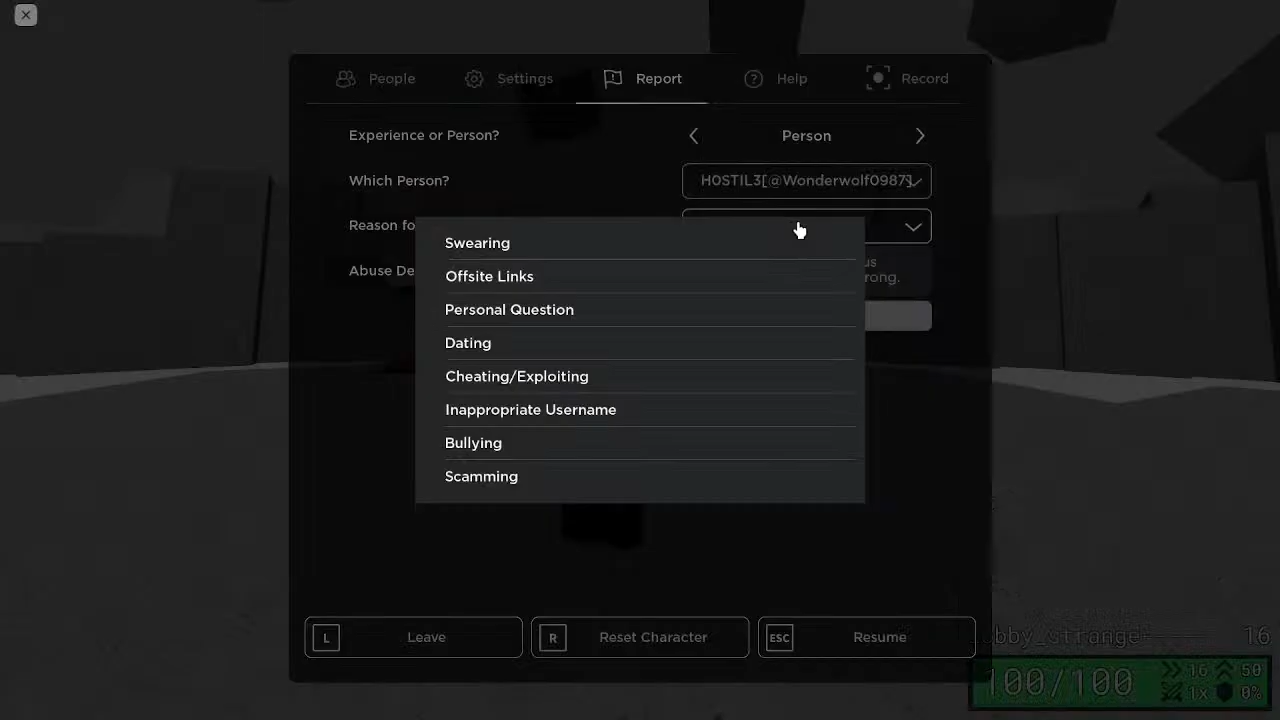 People
Settings
Report
Help
Record
Experience or Person?
Person
Which Person?
H0STIL3[@Wonderwolf0987]
Reason fo
Swearing
Abuse De
us
Offsite Links
rong.
Personal Question
Dating
Cheating/Exploiting
Inappropriate Username
Bullying
Scamming
L Leave
R Reset Character
ESC Resume
bby_strange 16
100/100
16 50
1x 0%